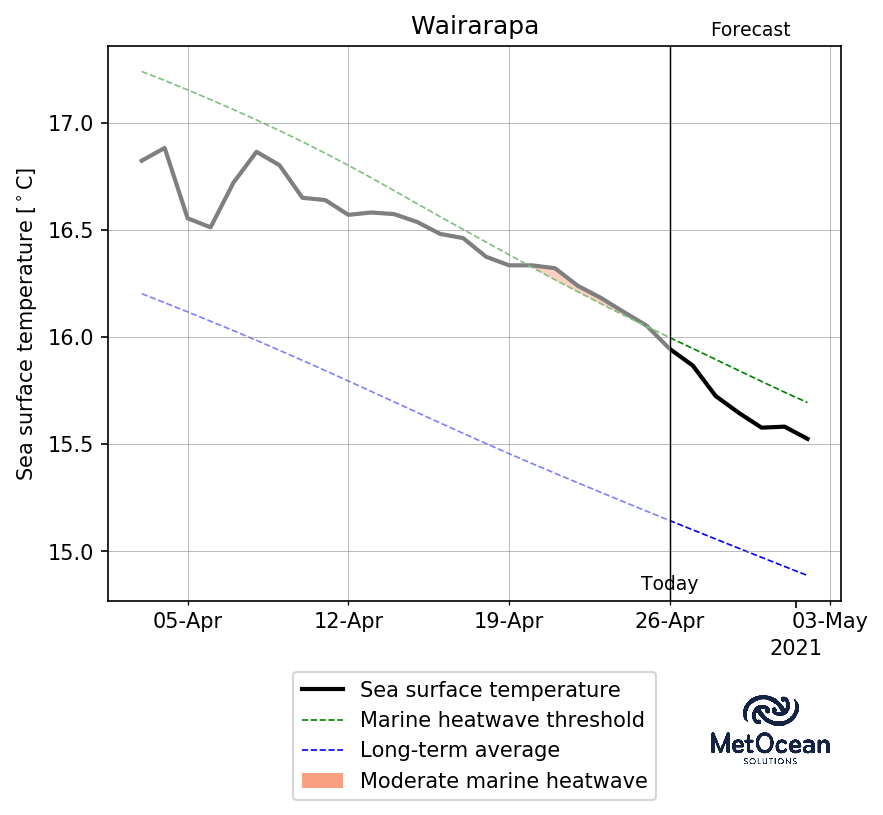 Wairarapa
Forecast
Sea surface temperature [°C]
17.0
16.5
16.0
15.5
15.0
Today
05-Apr 12-Apr 19-Apr 26-Apr 03-May
2021
Sea surface temperature
Marine heatwave threshold
Long-term average
Moderate marine heatwave
MetOcean
SOLUTIONS